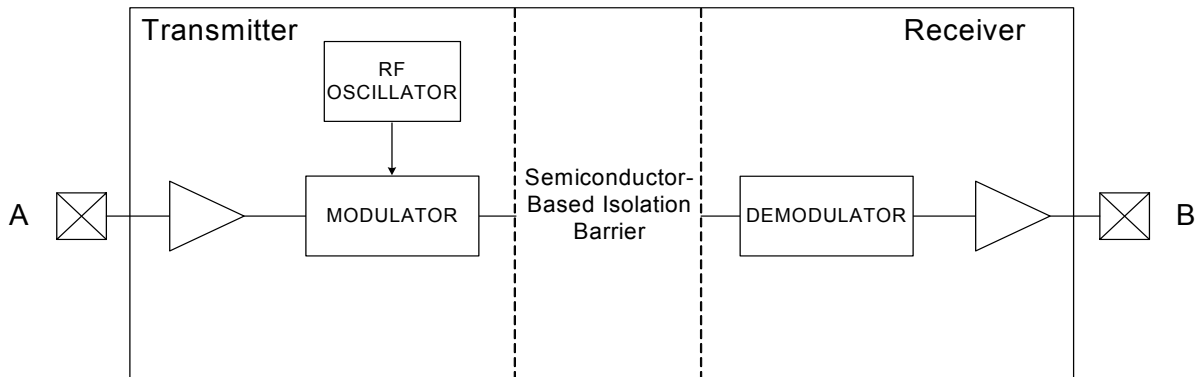 Transmitter
Receiver
RF
OSCILLATOR
A
MODULATOR
Semiconductor-
Based Isolation
Barrier
DEMODULATOR
B